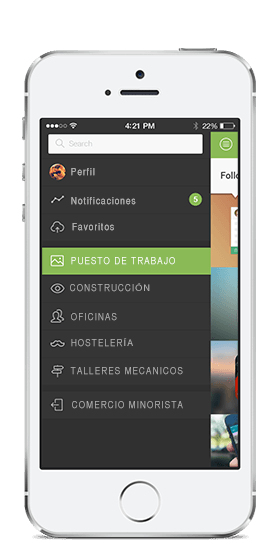 4:21 PM
22%
Search
Perfil
Follo
Notificaciones
5
Favoritos
PUESTO DE TRABAJO
CONSTRUCCIÓN
OFICINAS
HOSTELERÍA
TALLERES MECANICOS
COMERCIO MINORISTA